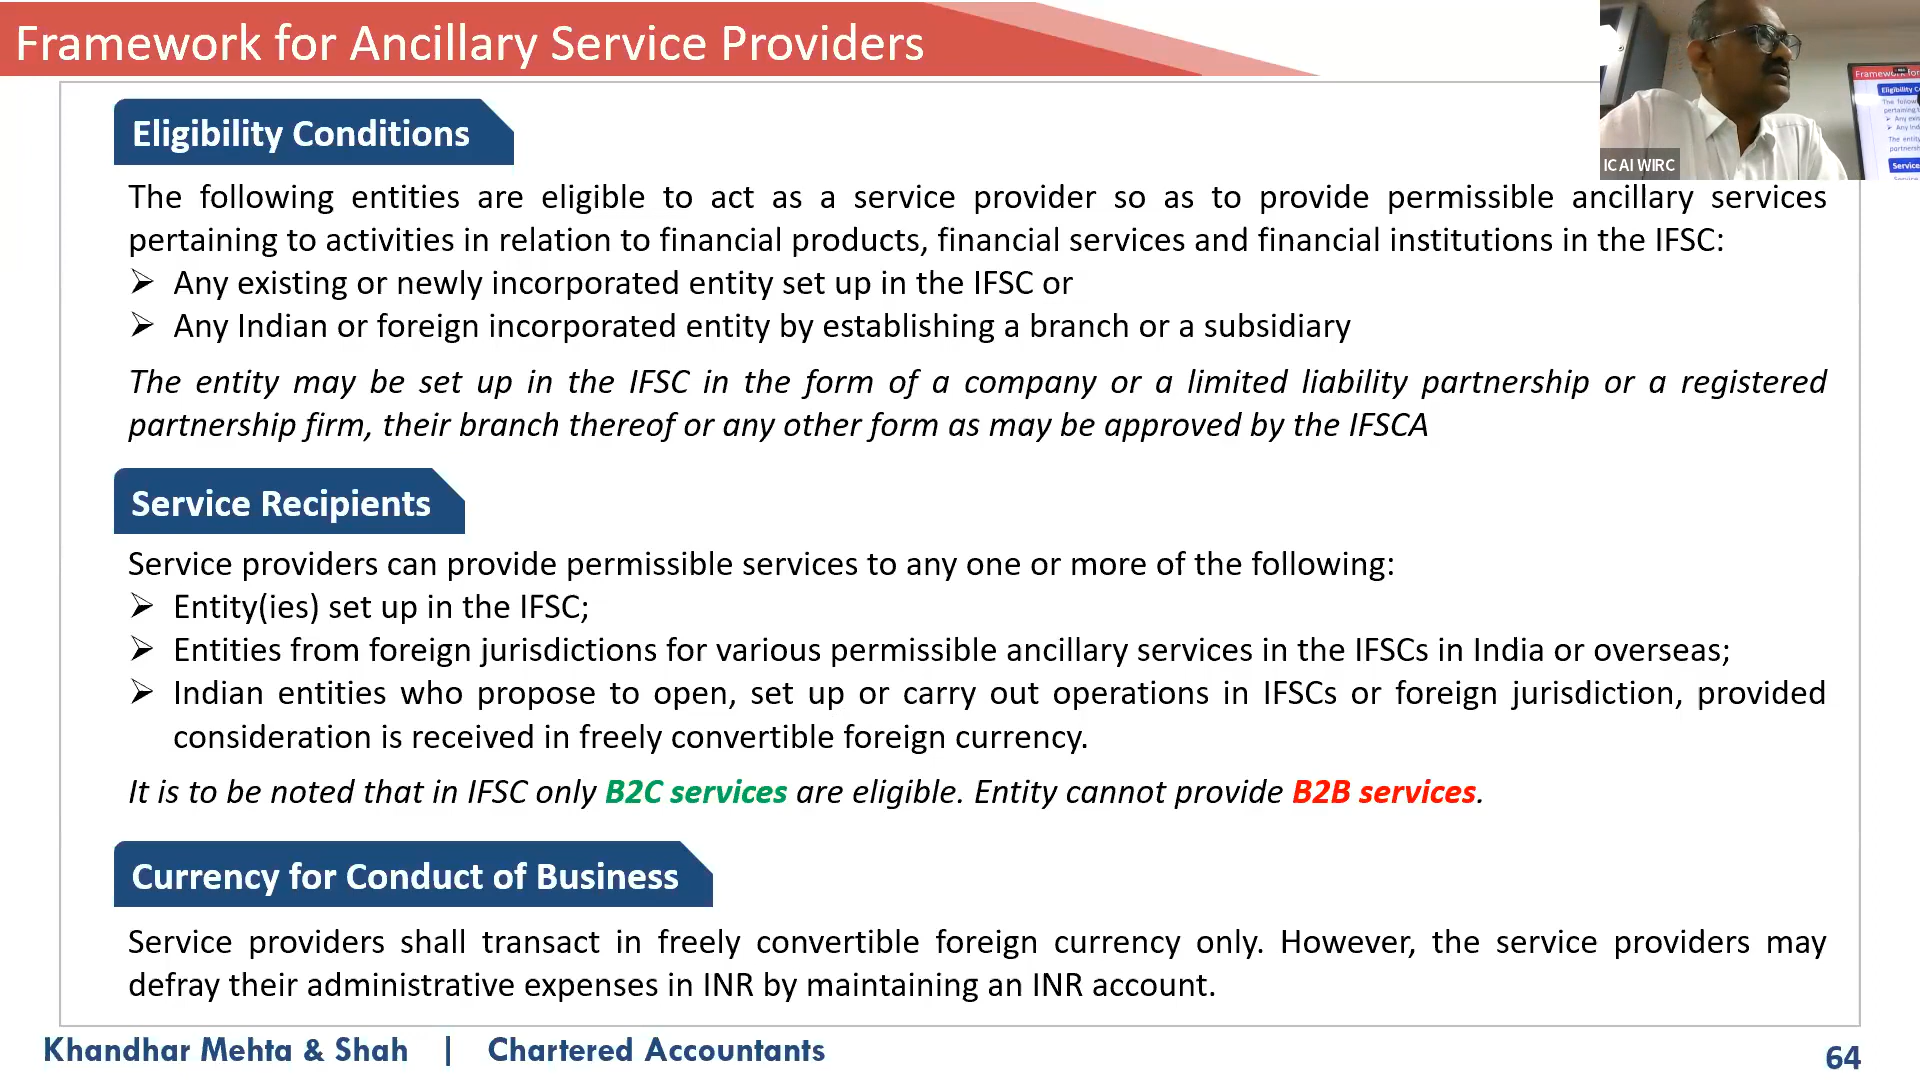 Framework for Ancillary Service Providers
ICAI WIRC
Framework for
Eligibility C
Service
Eligibility Conditions
The following entities are eligible to act as a service provider so as to provide permissible ancillary services
pertaining to activities in relation to financial products, financial services and financial institutions in the IFSC:
➢ Any existing or newly incorporated entity set up in the IFSC or
➢ Any Indian or foreign incorporated entity by establishing a branch or a subsidiary
The entity may be set up in the IFSC in the form of a company or a limited liability partnership or a registered
partnership firm, their branch thereof or any other form as may be approved by the IFSCA
Service Recipients
Service providers can provide permissible services to any one or more of the following:
➢ Entity(ies) set up in the IFSC;
➢ Entities from foreign jurisdictions for various permissible ancillary services in the IFSCs in India or overseas;
➢ Indian entities who propose to open, set up or carry out operations in IFSCs or foreign jurisdiction, provided
consideration is received in freely convertible foreign currency.
It is to be noted that in IFSC only B2C services are eligible. Entity cannot provide B2B services.
Currency for Conduct of Business
Service providers shall transact in freely convertible foreign currency only. However, the service providers may
defray their administrative expenses in INR by maintaining an INR account.
Khandhar Mehta & Shah | Chartered Accountants
64